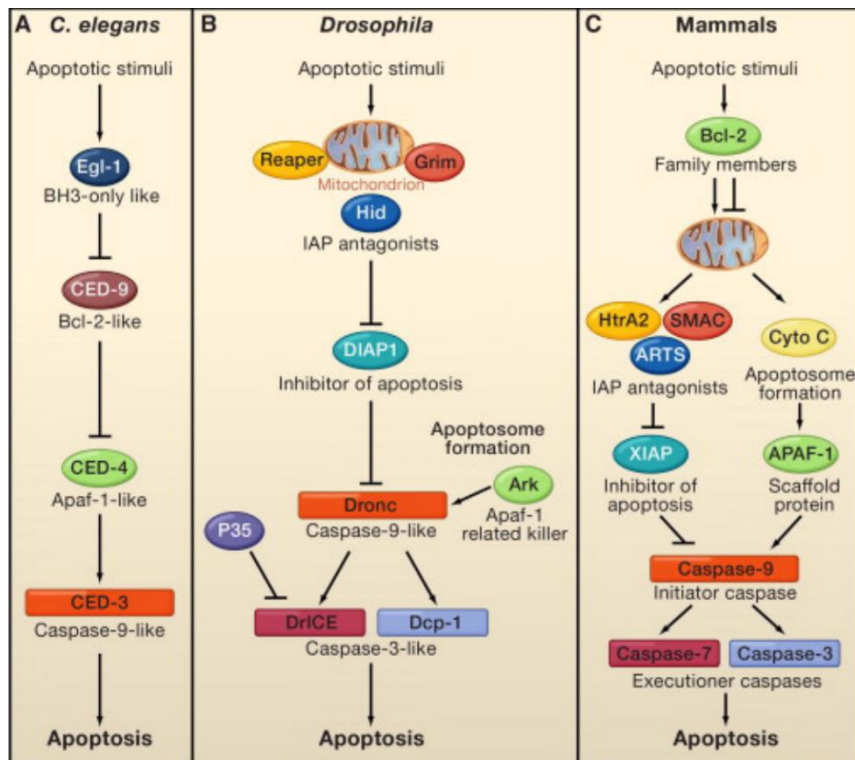 A C. elegans
Apoptotic stimuli
Egl-1
BH3-only like
CED-9
Bcl-2-like
CED-4
Apaf-1-like
CED-3
Caspase-9-like
Apoptosis
B Drosophila
Apoptotic stimuli
Reaper
Grim
Mitochondrion
Hid
IAP antagonists
DIAP1
Inhibitor of apoptosis
Apoptosome
formation
Ark
Apaf-1
related killer
Dronc
Caspase-9-like
P35
DrICE
Dcp-1
Caspase-3-like
Apoptosis
C Mammals
Apoptotic stimuli
Bcl-2
Family members
HtrA2
SMAC
ARTS
IAP antagonists
Cyto C
Apoptosome
formation
XIAP
Inhibitor of
apoptosis
APAF-1
Scaffold
protein
Caspase-9
Initiator caspase
Caspase-7
Caspase-3
Executioner caspases
Apoptosis